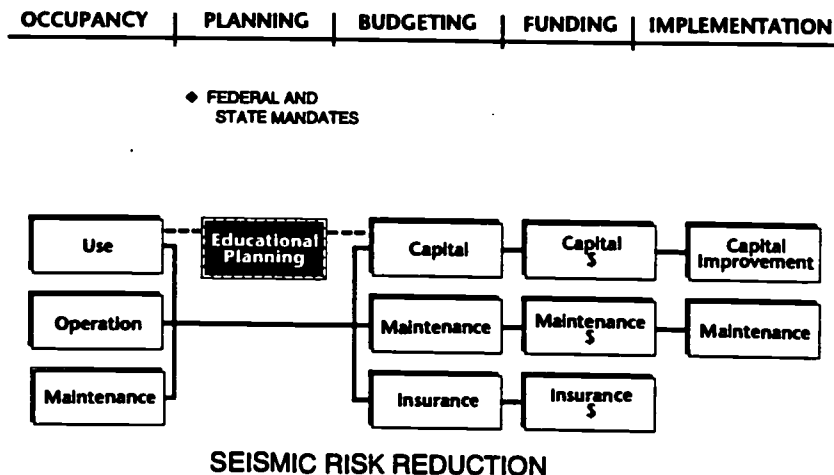 OCCUPANCY | PLANNING | BUDGETING | FUNDING | IMPLEMENTATION
◆ FEDERAL AND
STATE MANDATES
Use
Educational
Planning
Capital
Capital
$
Capital
Improvement
Operation
Maintenance
Maintenance
$
Maintenance
Maintenance
Insurance
Insurance
$
SEISMIC RISK REDUCTION